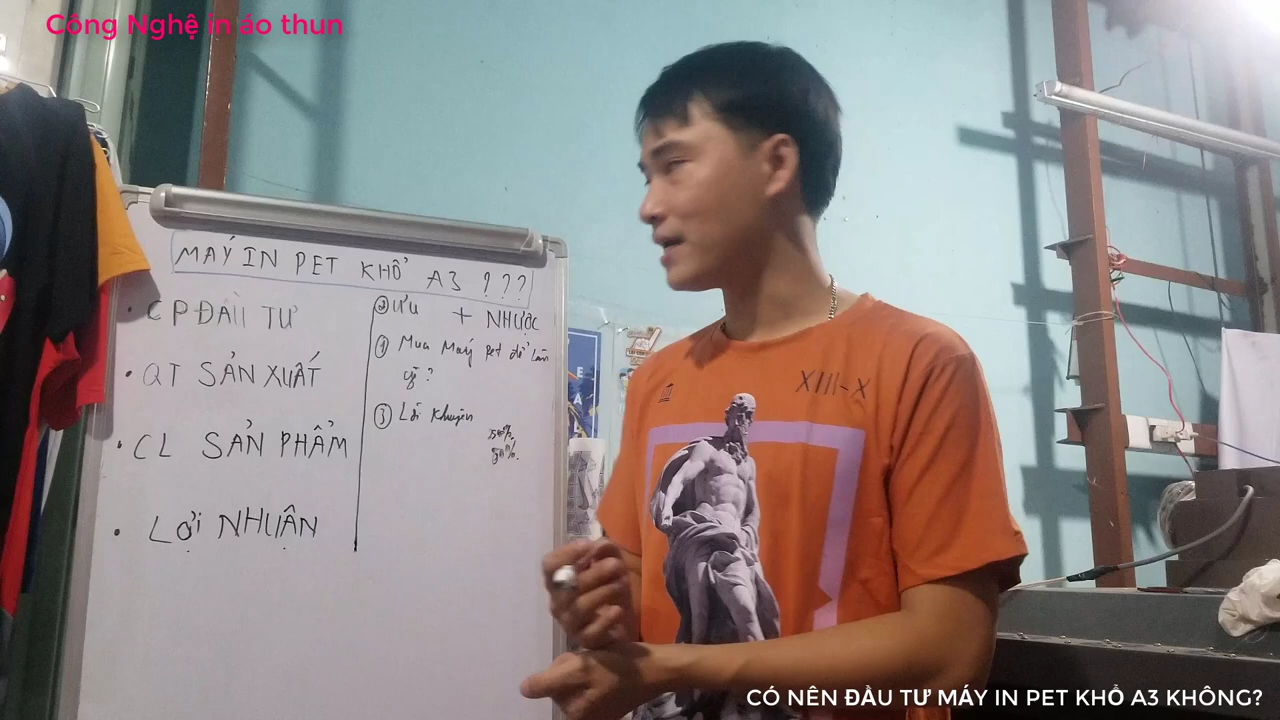 Công Nghệ in áo thun
MÁY IN PET KHỔ A3 ???
• CP ĐẦU TƯ
• QT SẢN XUẤT
• CL SẢN PHẨM
• LỢI NHUẬN
② ƯU + NHƯỢC
① Mua Máy pet để làm
gì?
③ Lời khuyên
50%.
XIII-X
CÓ NÊN ĐẦU TƯ MÁY IN PET KHỔ A3 KHÔNG?